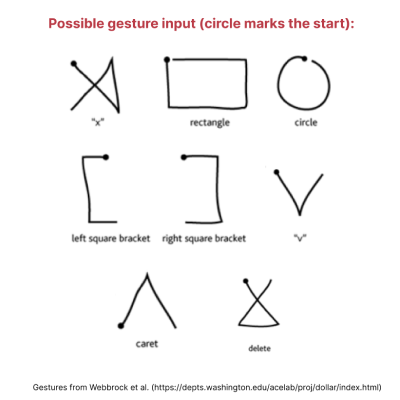 Possible gesture input (circle marks the start):
"x" rectangle circle
left square bracket right square bracket "v"
caret delete
Gestures from Webbrock et al. (https://depts.washington.edu/acelab/proj/dollar/index.html)